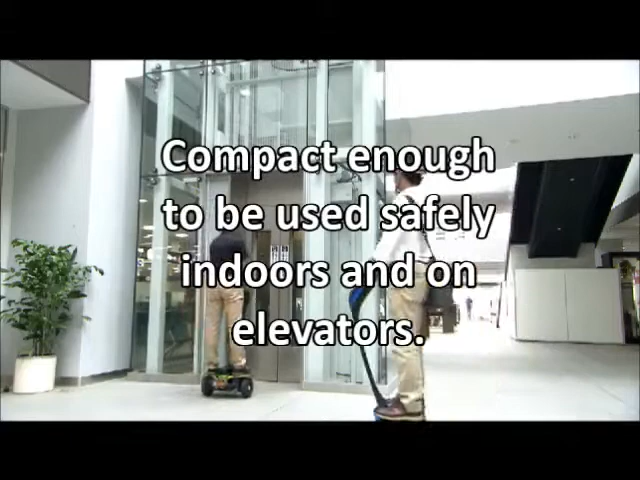 Compact enough
to be used safely
indoors and on
elevators.